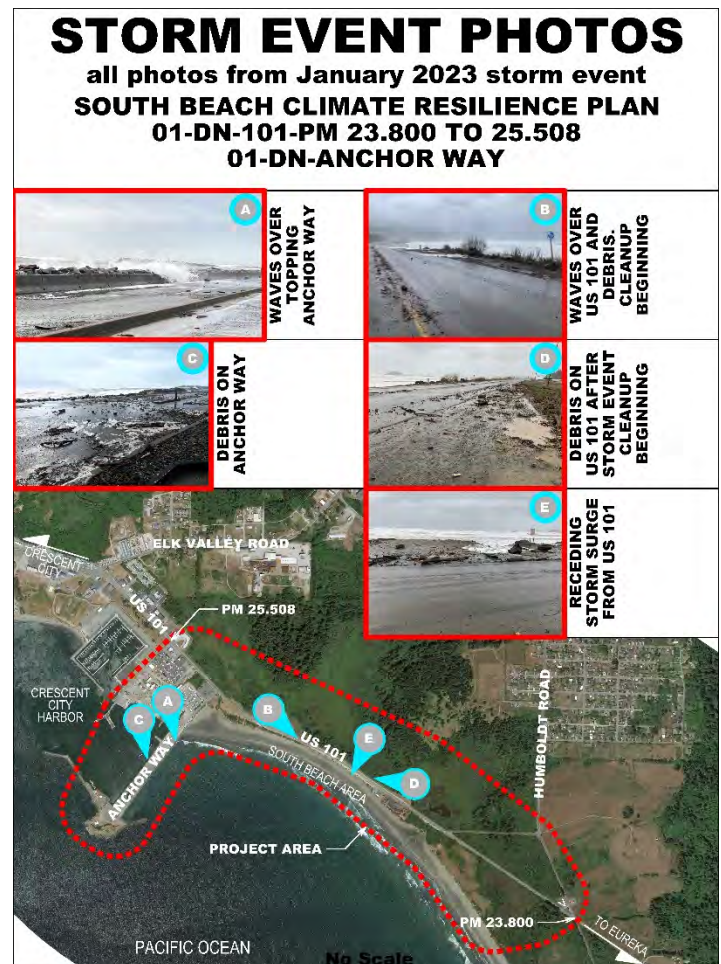 STORM EVENT PHOTOS
all photos from January 2023 storm event
SOUTH BEACH CLIMATE RESILIENCE PLAN
01-DN-101-PM 23.800 TO 25.508
01-DN-ANCHOR WAY
A
WAVES OVER
TOPPING
ANCHOR WAY
B
WAVES OVER
US 101 AND
DEBRIS.
CLEANUP
BEGINNING
C
DEBRIS ON
ANCHOR WAY
D
DEBRIS ON
US 101 AFTER
STORM EVENT
CLEANUP
BEGINNING
E
RECEDING
STORM SURGE
FROM US 101
CRESCENT
CITY
ELK VALLEY ROAD
US 101
PM 25.508
CRESCENT
CITY
HARBOR
C
A
ANCHOR WAY
B
US 101
E
D
SOUTH BEACH AREA
HUMBOLDT ROAD
PROJECT AREA
PM 23.800
TO EUREKA
PACIFIC OCEAN
No Scale